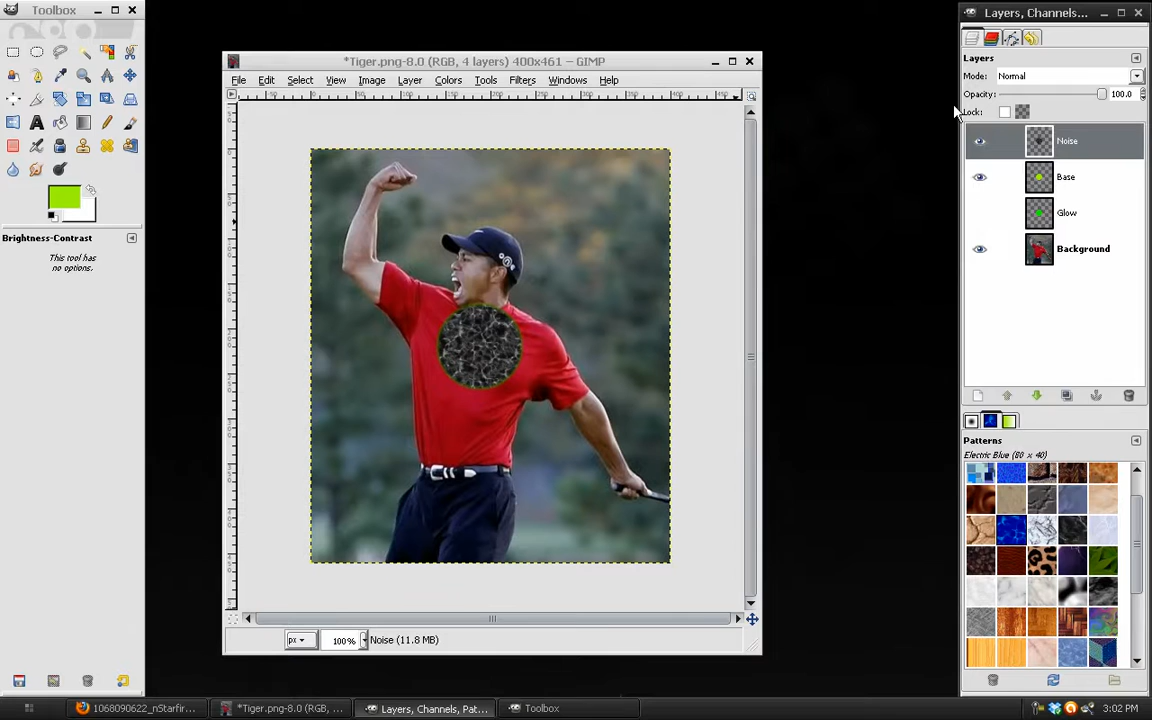 Toolbox
Layers, Channels...
*Tiger.png-8.0 (RGB, 4 layers) 400x461 – GIMP
File Edit Select View Image Layer Colors Tools Filters Windows Help
Layers
Mode: Normal
Opacity: 100.0
Lock:
Noise
Base
Glow
Background
Brightness-Contrast
This tool has
no options.
Patterns
Electric Blue (80 × 40)
px 100% Noise (11.8 MB)
1068090622_nStarfir... *Tiger.png-8.0 (RGB, ... Layers, Channels, Pat... Toolbox 3:02 PM